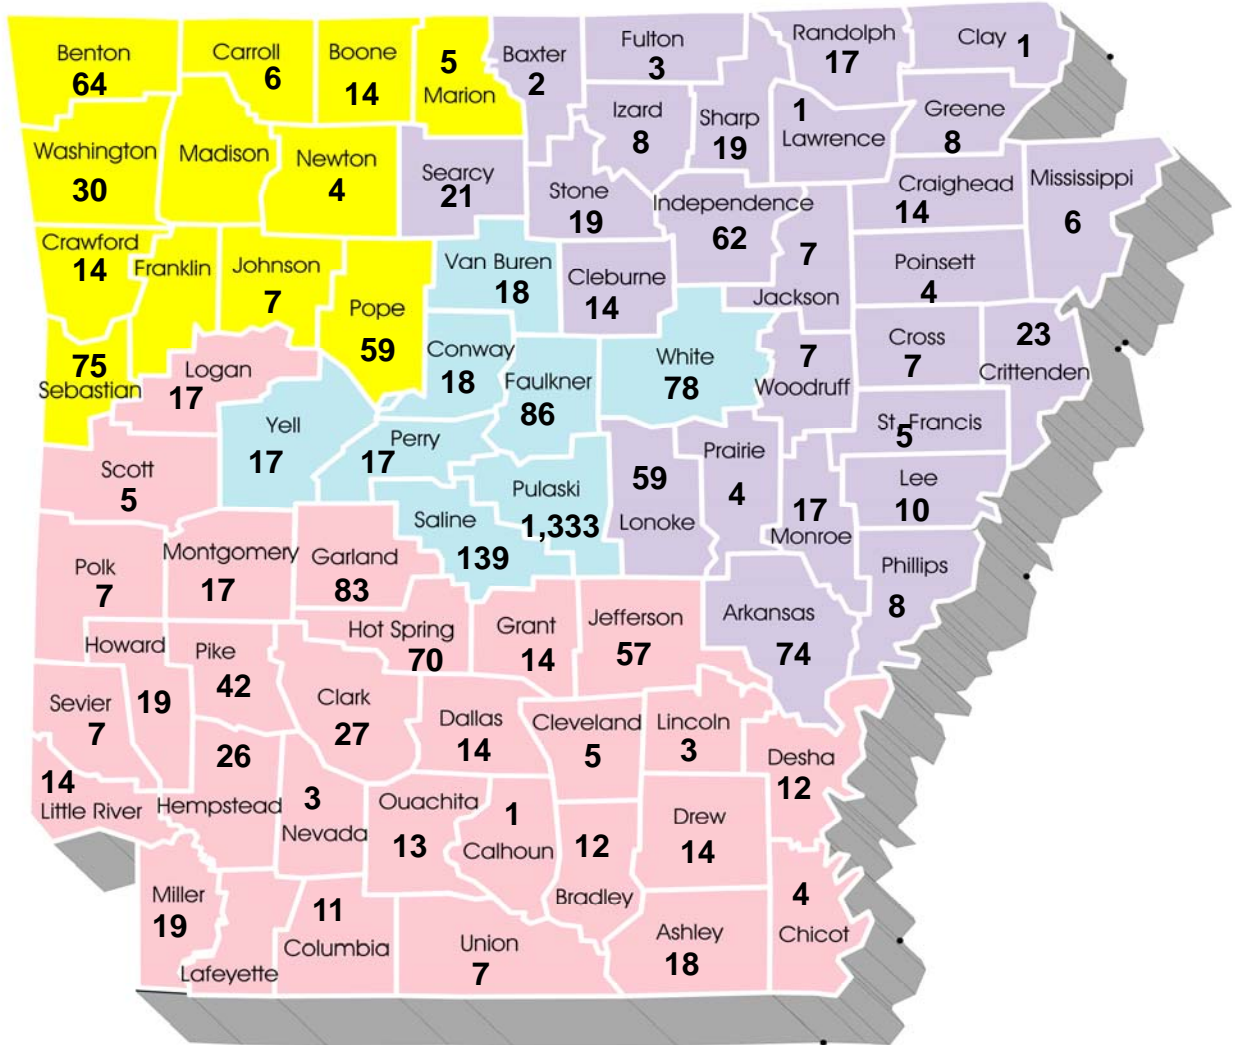 Benton
64
Carroll
6
Boone
14
5
Marion
Baxter
2
Fulton
3
Randolph
17
Clay 1
Izard
8
Sharp
19
1
Lawrence
Greene
8
Washington
30
Madison
Newton
4
Searcy
21
Stone
19
Independence
62
Craighead
14
Mississippi
6
Crawford
14
Franklin
Johnson
7
Pope
59
Van Buren
18
Cleburne
14
7
Jackson
Poinsett
4
75
Sebastian
Logan
17
Conway
18
Faulkner
86
White
78
7
Woodruff
Cross
7
23
Crittenden
Scott
5
Yell
17
Perry
17
Pulaski
1,333
Saline
139
59
Lonoke
Prairie
4
17
Monroe
St. Francis
5
Lee
10
Polk
7
Montgomery
17
Garland
83
Phillips
8
Howard
19
Pike
42
Hot Spring
70
Grant
14
Jefferson
57
Arkansas
74
Sevier
7
Clark
27
Dallas
14
Cleveland
5
Lincoln
3
Desha
12
14
Little River
26
Hempstead
3
Nevada
Ouachita
13
1
Calhoun
12
Bradley
Drew
14
Miller
19
Lafeyette
11
Columbia
Union
7
Ashley
18
4
Chicot